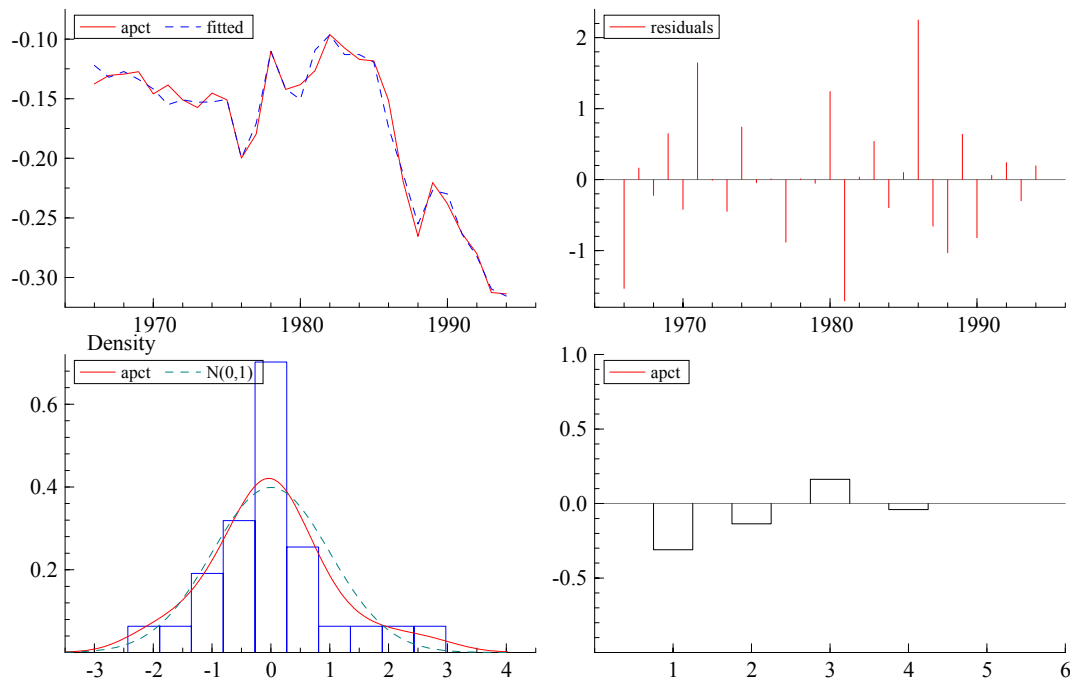 apct fitted
-0.10
-0.15
-0.20
-0.25
-0.30
1970 1980 1990
residuals
2
1
0
-1
1970 1980 1990
Density
apct N(0,1)
0.6
0.4
0.2
-3 -2 -1 0 1 2 3 4
apct
1.0
0.5
0.0
-0.5
1 2 3 4 5 6